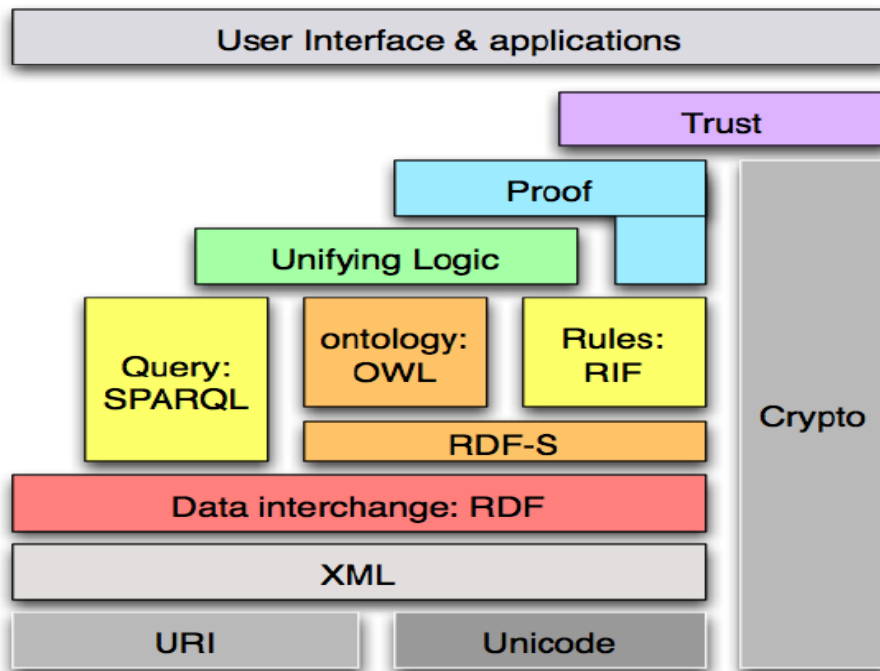 User Interface & applications
Trust
Proof
Unifying Logic
Query:
SPARQL
ontology:
OWL
Rules:
RIF
Crypto
RDF-S
Data interchange: RDF
XML
URI
Unicode